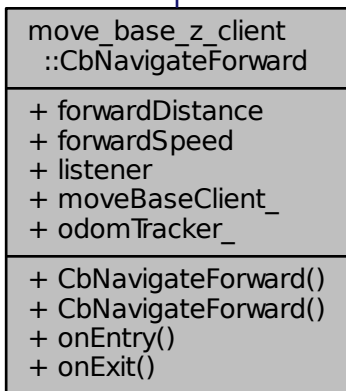 move_base_z_client
::CbNavigateForward
+ forwardDistance
+ forwardSpeed
+ listener
+ moveBaseClient_
+ odomTracker_
+ CbNavigateForward()
+ CbNavigateForward()
+ onEntry()
+ onExit()